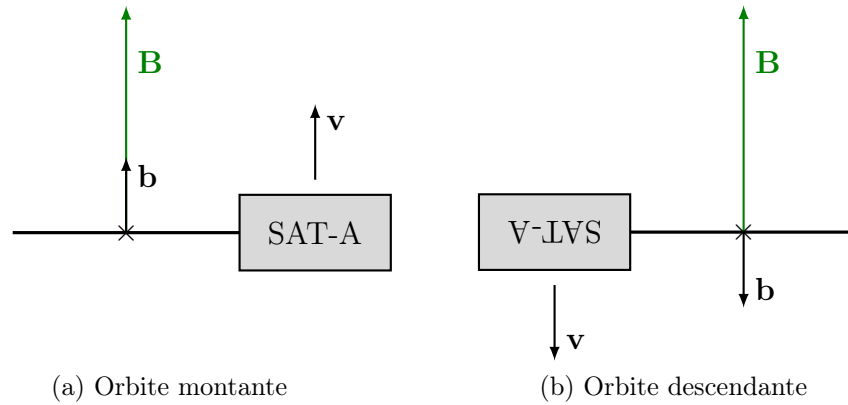 B
B
v
b
SAT-A
SAT-A
b
v
(a) Orbite montante
(b) Orbite descendante